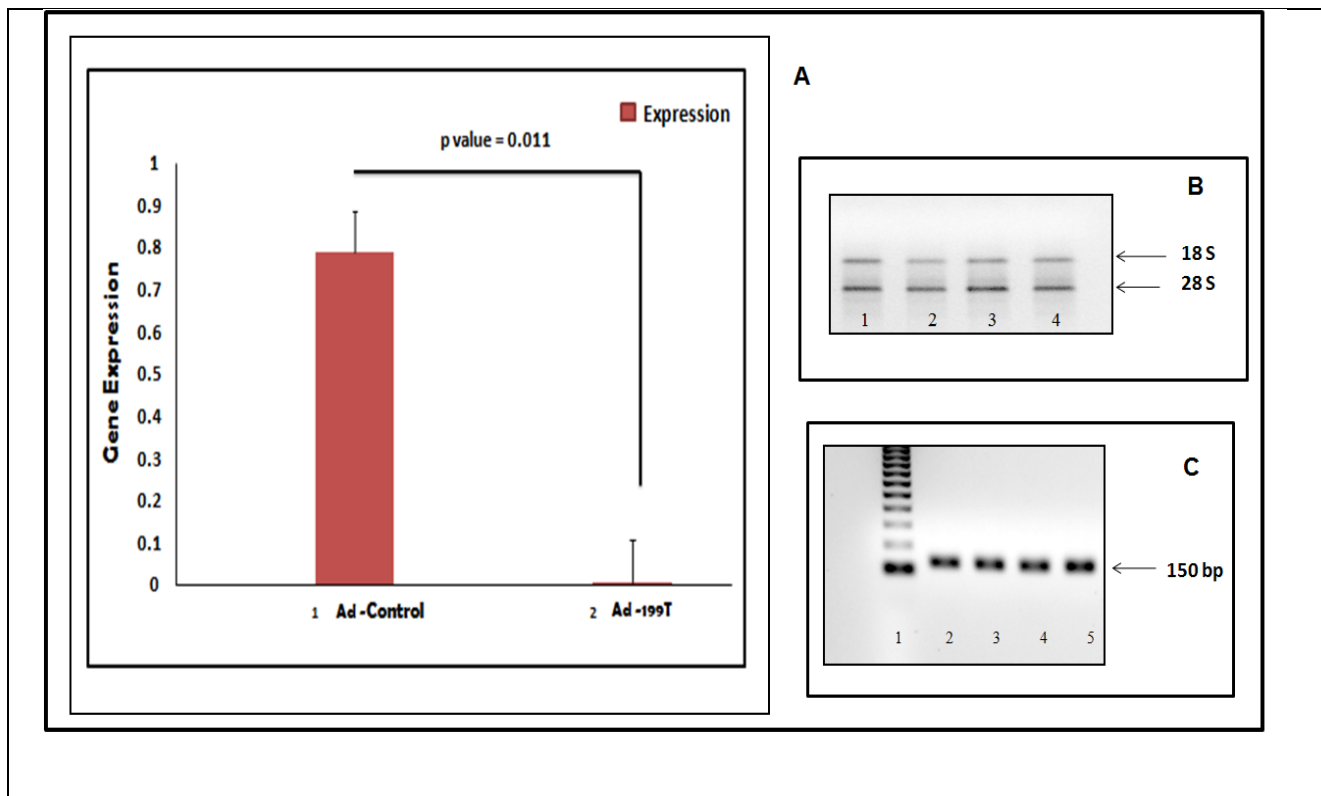 A
Expression
p value = 0.011
Gene Expression
1
0.9
0.8
0.7
0.6
0.5
0.4
0.3
0.2
0.1
0
1 Ad -Control
2 Ad -199T
B
18 S
28 S
1 2 3 4
C
150 bp
1 2 3 4 5